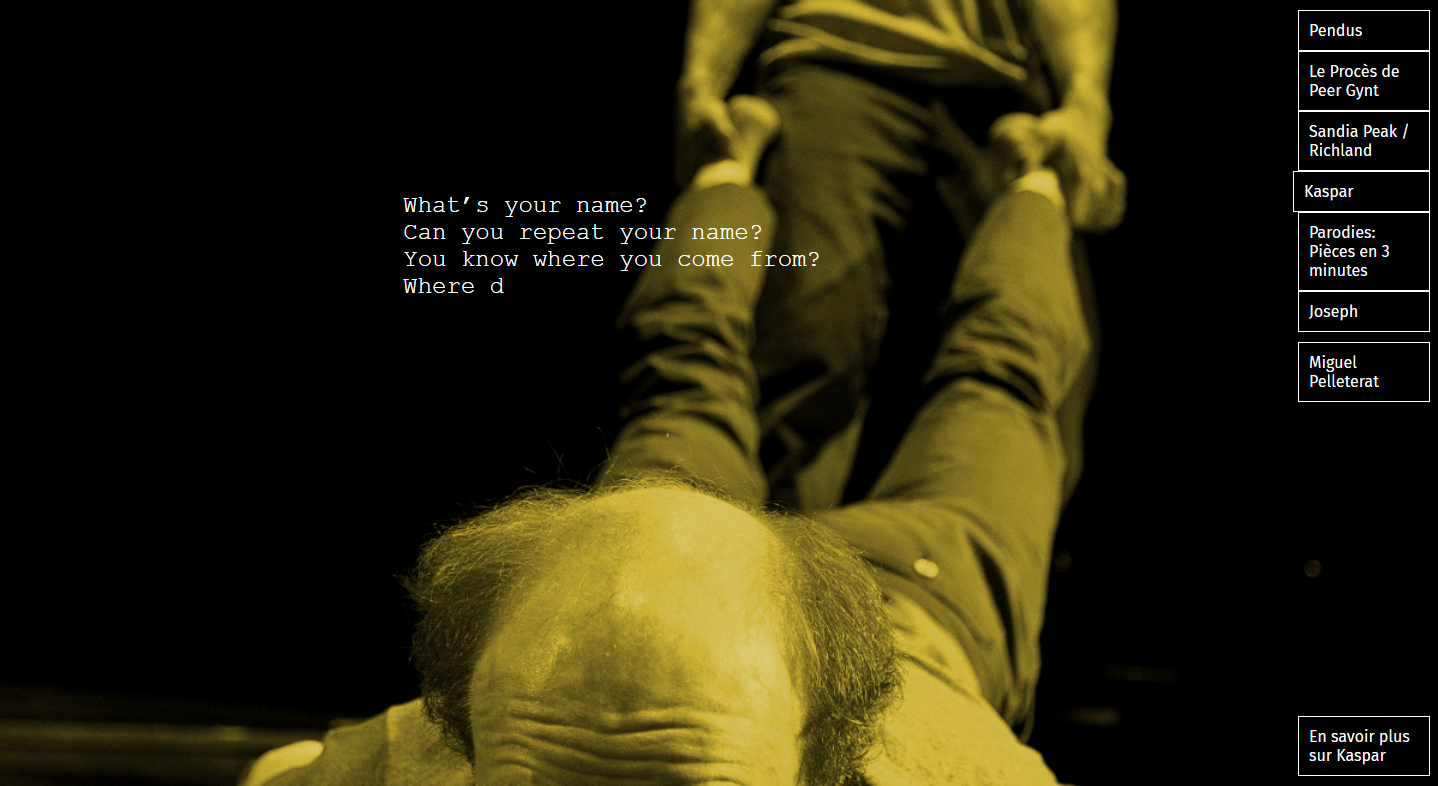 What's your name?
Can you repeat your name?
You know where you come from?
Where d
Pendus
Le Procès de
Peer Gynt
Sandia Peak /
Richland
Kaspar
Parodies:
Pièces en 3
minutes
Joseph
Miguel
Pelleterat
En savoir plus
sur Kaspar